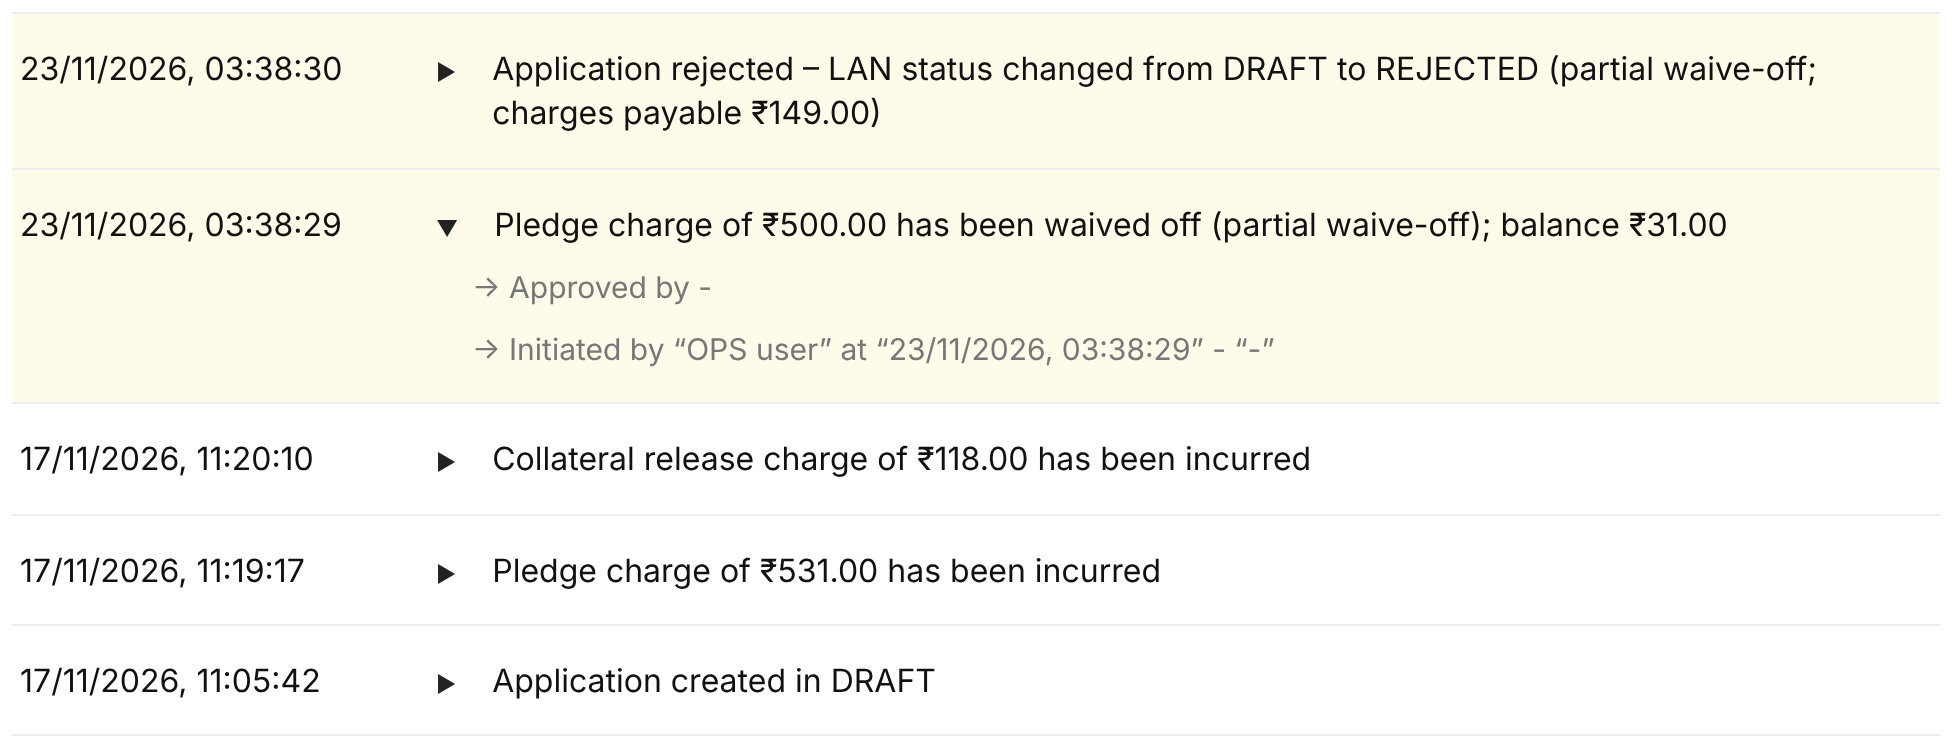 23/11/2026, 03:38:30 ▶ Application rejected – LAN status changed from DRAFT to REJECTED (partial waive-off;
charges payable ₹149.00)
23/11/2026, 03:38:29 ▼ Pledge charge of ₹500.00 has been waived off (partial waive-off); balance ₹31.00
→ Approved by -
→ Initiated by “OPS user” at “23/11/2026, 03:38:29” - “-”
17/11/2026, 11:20:10 ▶ Collateral release charge of ₹118.00 has been incurred
17/11/2026, 11:19:17 ▶ Pledge charge of ₹531.00 has been incurred
17/11/2026, 11:05:42 ▶ Application created in DRAFT